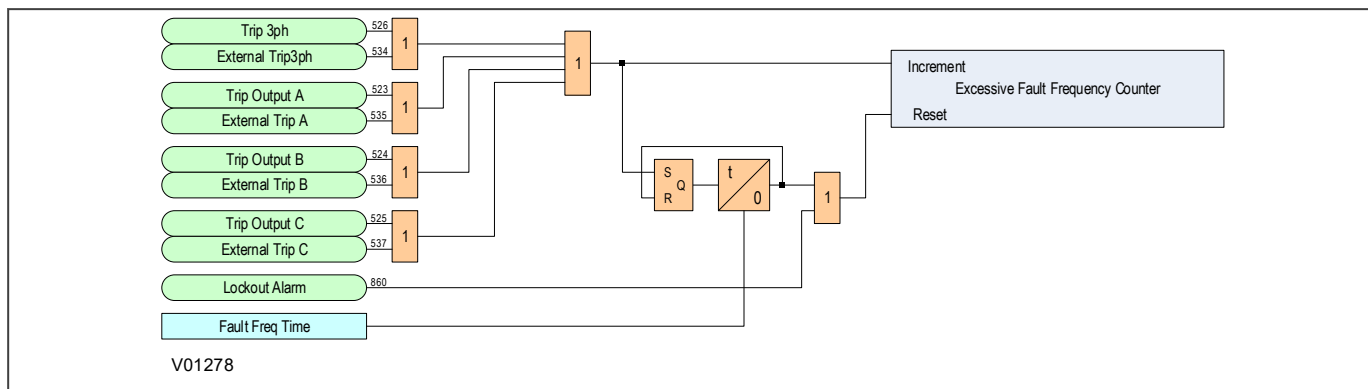 Trip 3ph
526
External Trip3ph
534
1
1
Increment
Excessive Fault Frequency Counter
Reset
Trip Output A
523
External Trip A
535
1
Trip Output B
524
External Trip B
536
1
S
Q
R
t
0
1
Trip Output C
525
External Trip C
537
1
Lockout Alarm
860
Fault Freq Time
V01278